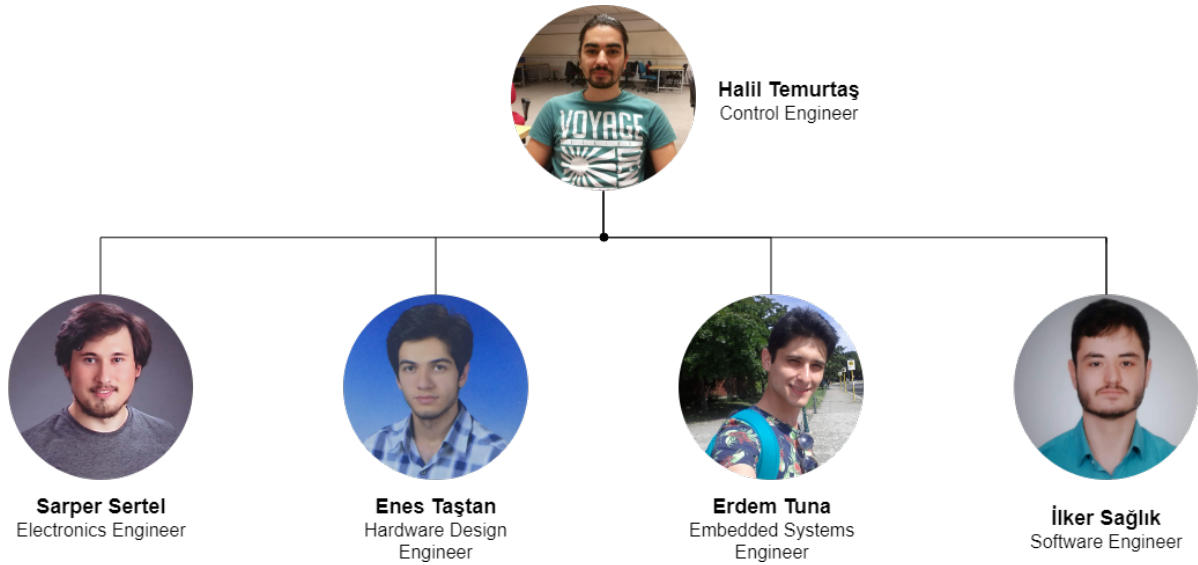 VOYAGE
Halil Temurtaş
Control Engineer
Sarper Sertel
Electronics Engineer
Enes Taştan
Hardware Design
Engineer
Erdem Tuna
Embedded Systems
Engineer
İlker Sağlık
Software Engineer